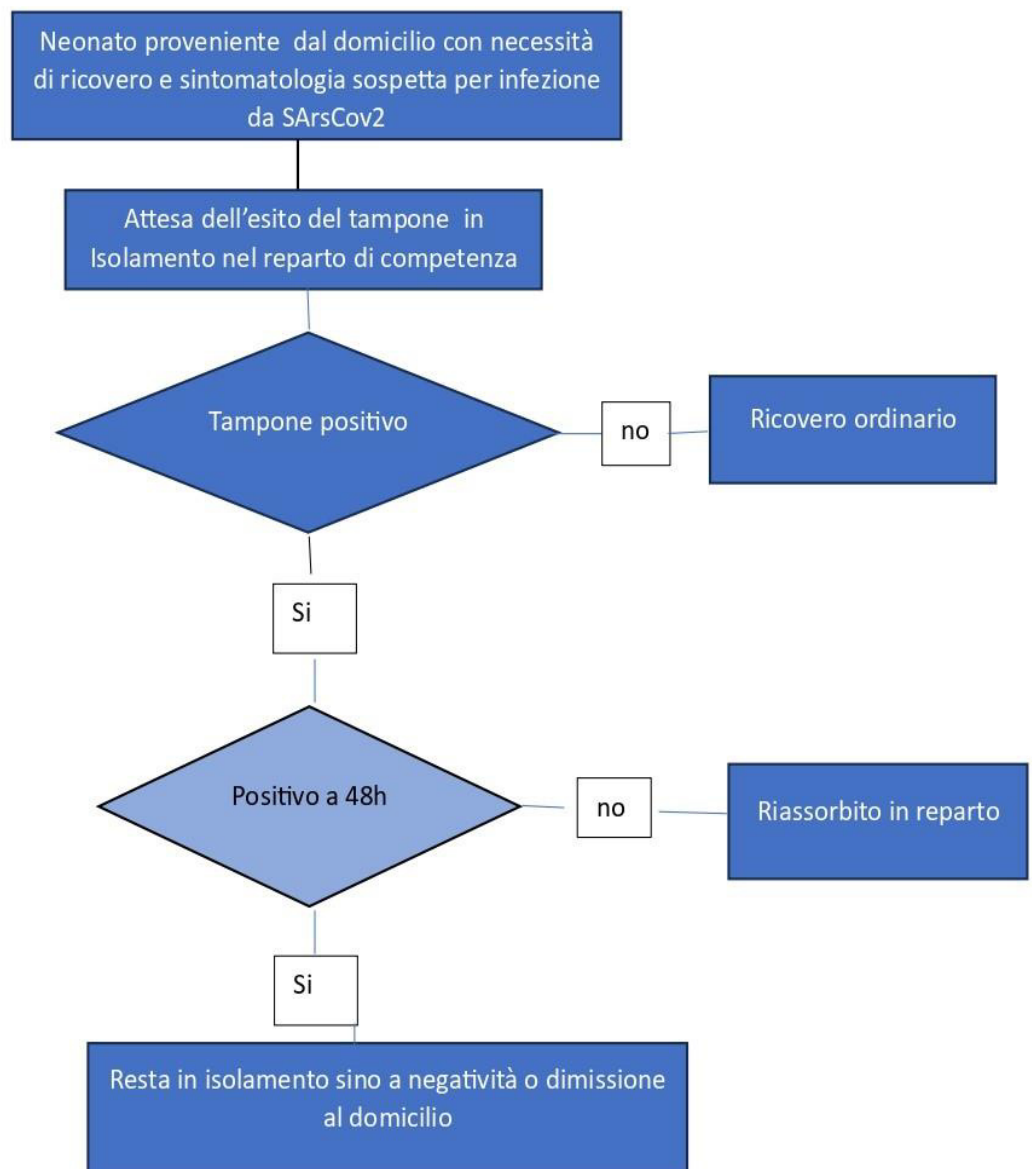 Neonato proveniente dal domicilio con necessità
di ricovero e sintomatologia sospetta per infezione
da SArsCov2
Attesa dell'esito del tampone in
Isolamento nel reparto di competenza
Tampone positivo
no
Ricovero ordinario
Si
Positivo a 48h
no
Riassorbito in reparto
Si
Resta in isolamento sino a negatività o dimissione
al domicilio